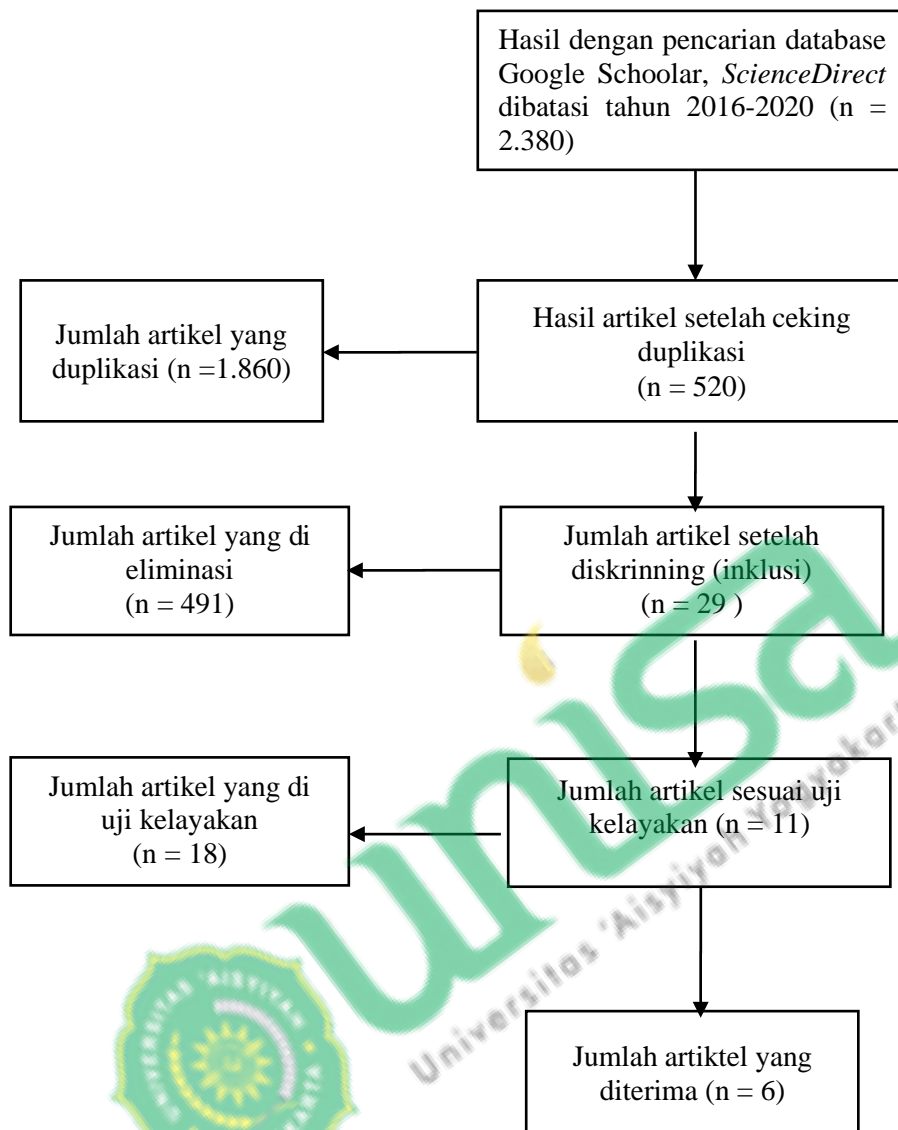 Hasil dengan pencarian database
Google Schoolar, ScienceDirect
dibatasi tahun 2016-2020 (n =
2.380)
Jumlah artikel yang
duplikasi (n =1.860)
Hasil artikel setelah ceking
duplikasi
(n = 520)
Jumlah artikel yang di
eliminasi
(n = 491)
Jumlah artikel setelah
diskrinning (inklusi)
(n = 29 )
Jumlah artikel yang di
uji kelayakan
(n = 18)
Jumlah artikel sesuai uji
kelayakan (n = 11)
Jumlah artiktel yang
diterima (n = 6)
unisa
Universitas 'Aisyiyah Yogyakar